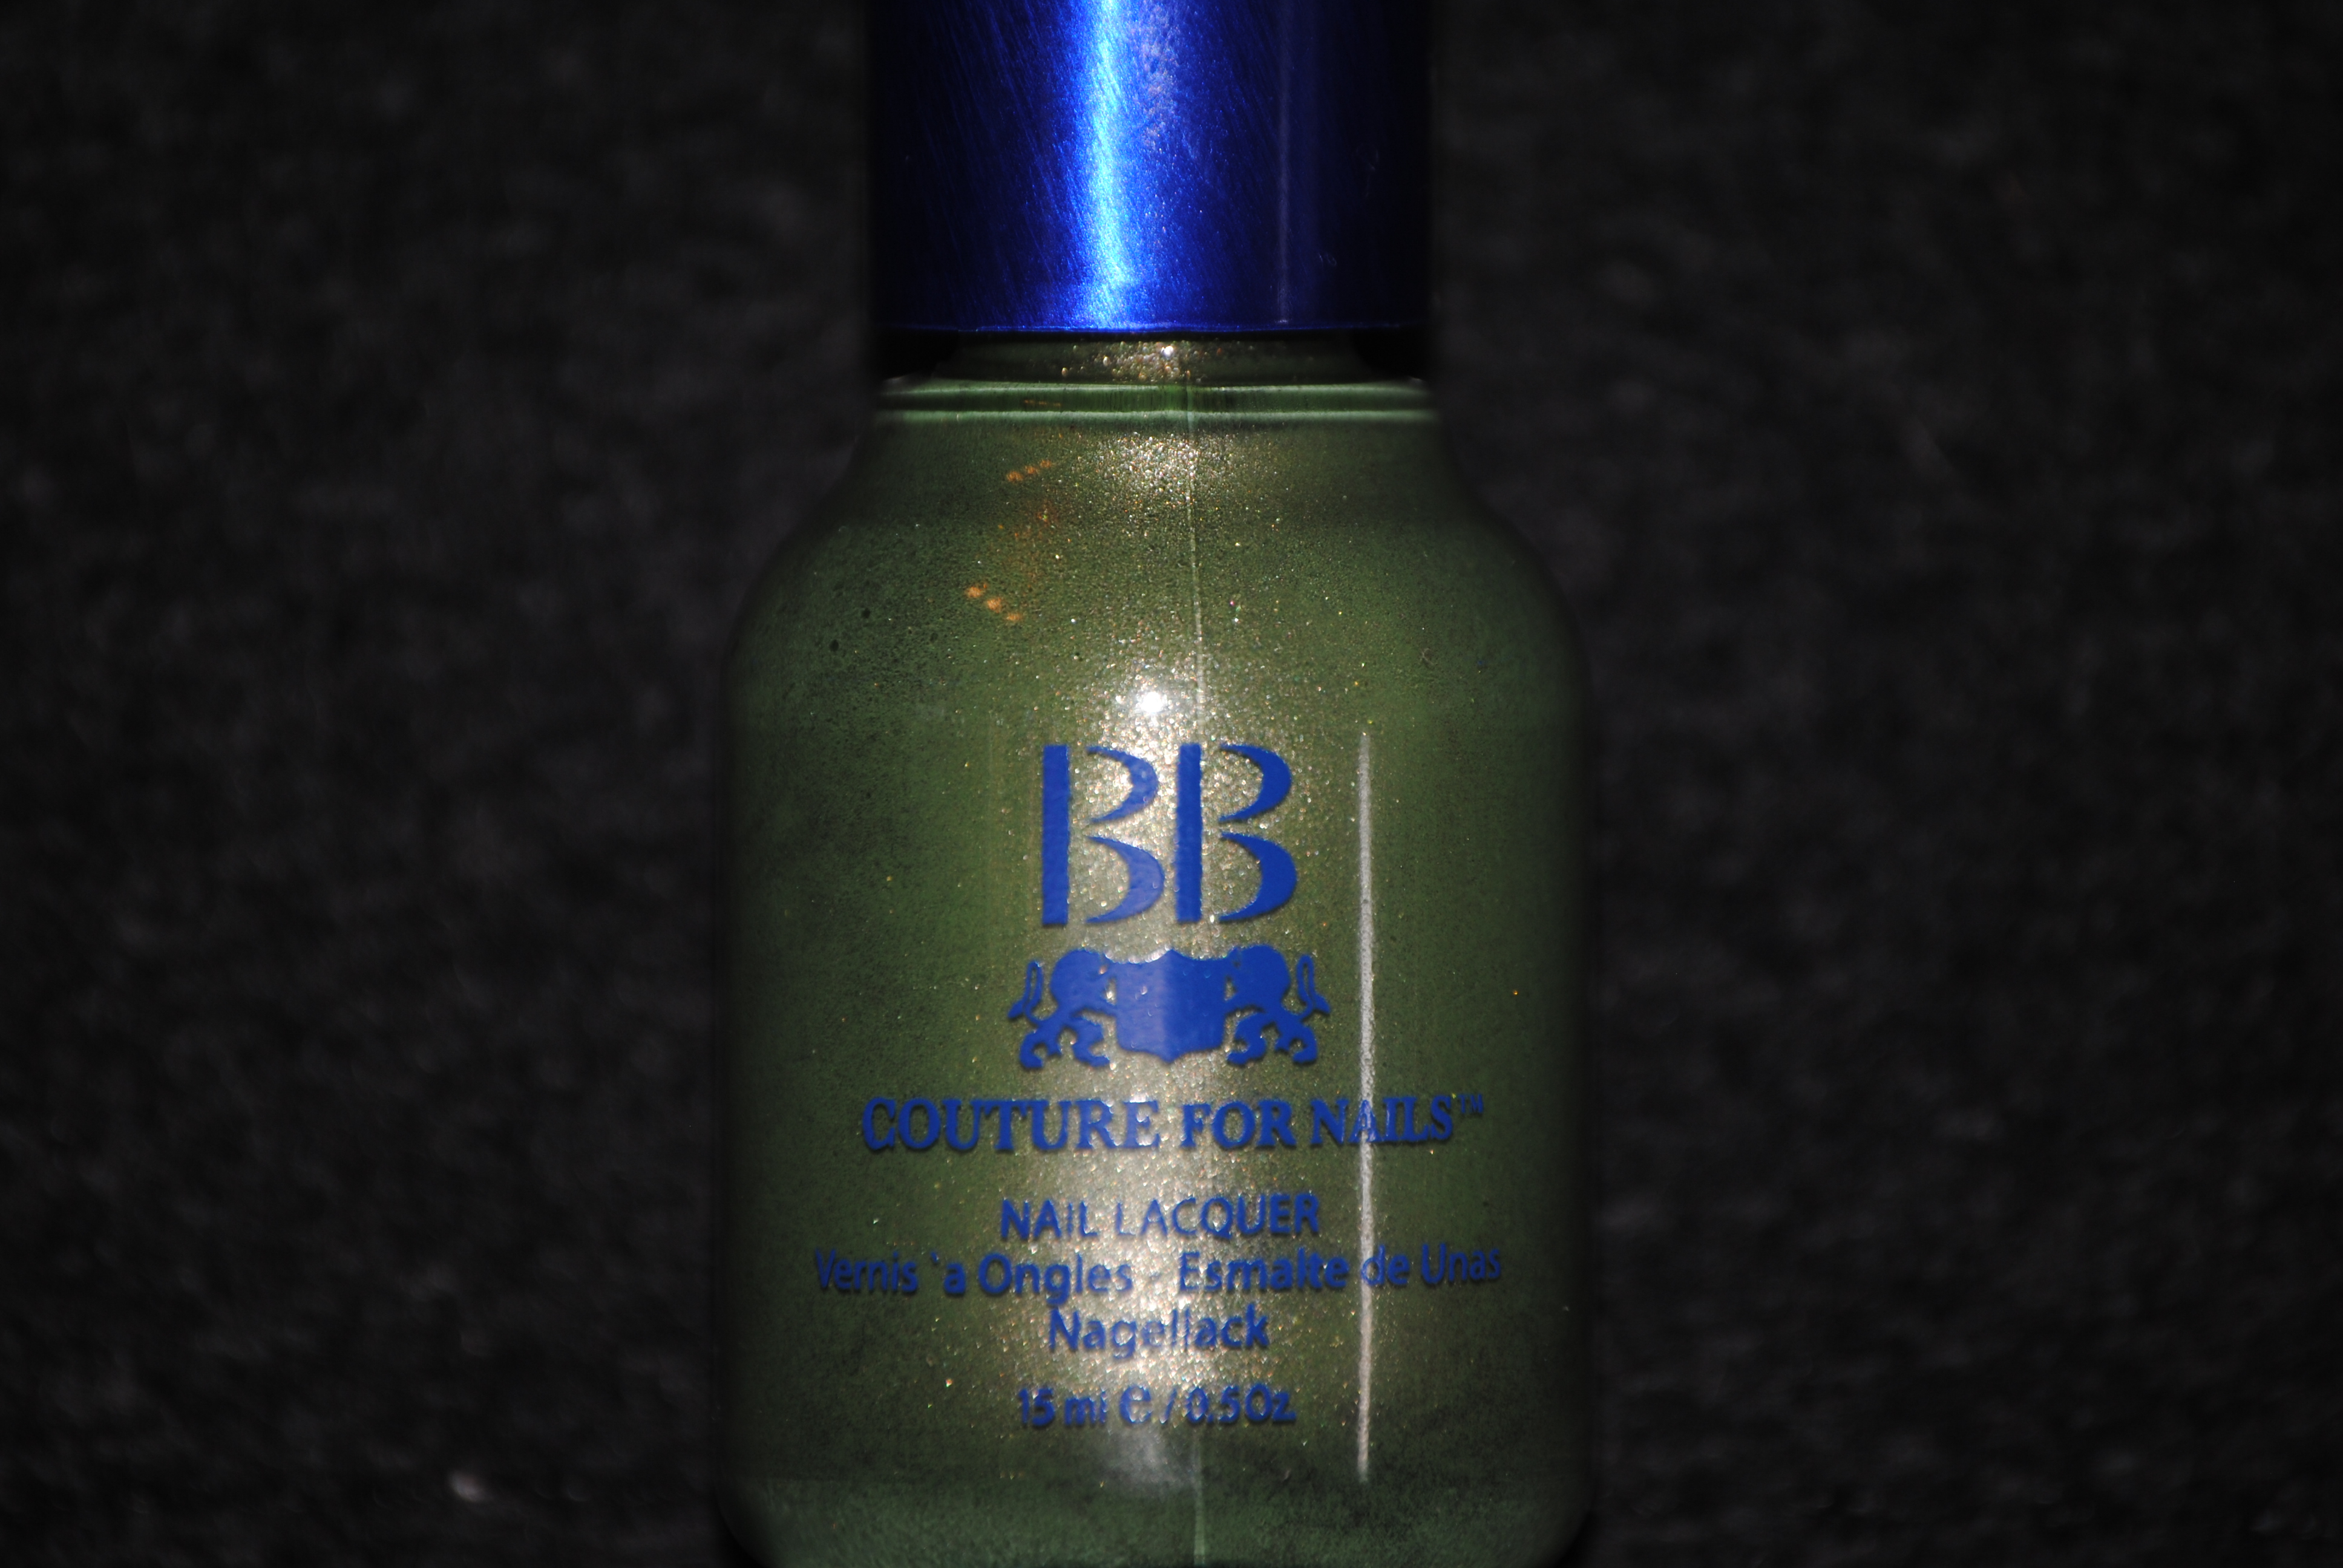 BB
COUTURE FOR NAILS™
NAIL LACQUER
Vernis `a Ongles - Esmalte de Unas
Nagellack
15 ml e / 0.5Oz